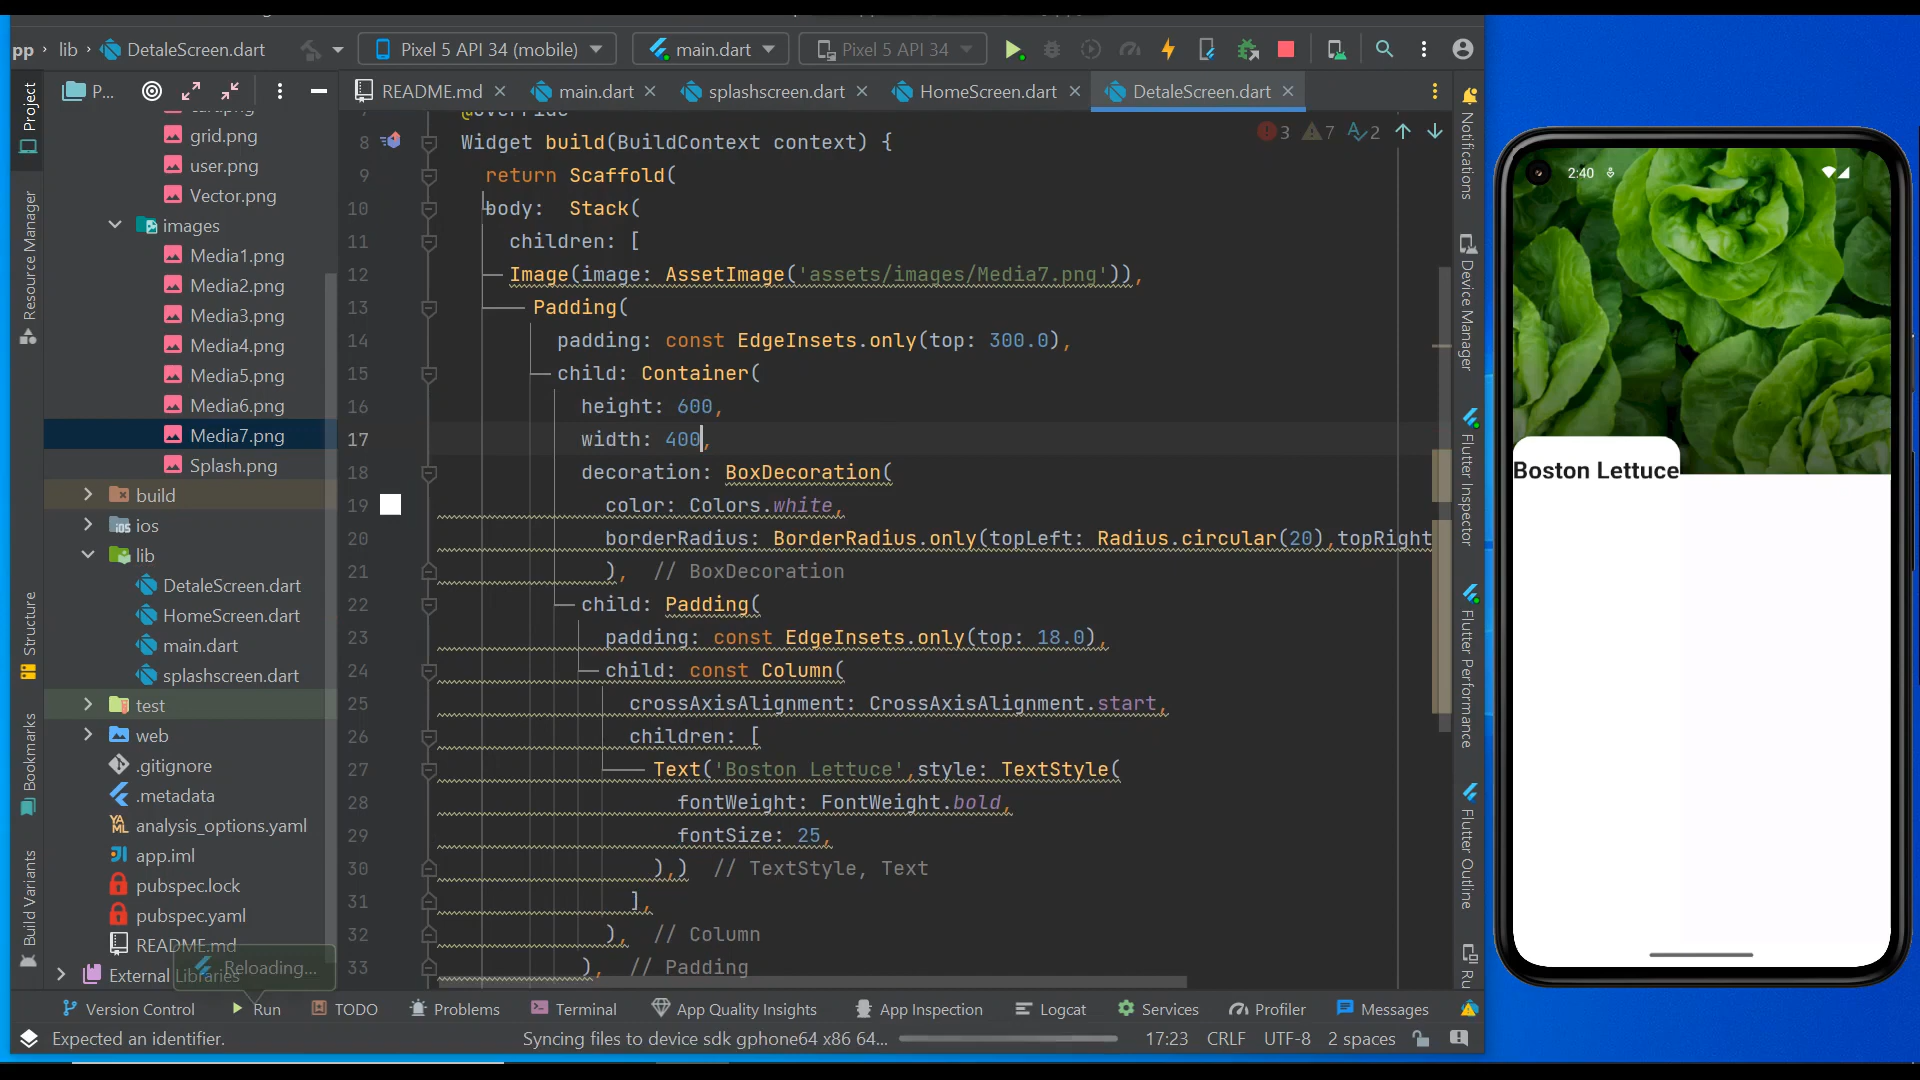 pp
lib
DetaleScreen.dart
Pixel 5 API 34 (mobile)
main.dart
Pixel 5 API 34
Project
P...
README.md
main.dart
splashscreen.dart
HomeScreen.dart
DetaleScreen.dart
grid.png
user.png
Vector.png
images
Media1.png
Media2.png
Media3.png
Media4.png
Media5.png
Media6.png
Media7.png
Splash.png
build
ios
lib
DetaleScreen.dart
HomeScreen.dart
main.dart
splashscreen.dart
test
web
.gitignore
.metadata
analysis_options.yaml
app.iml
pubspec.lock
pubspec.yaml
README.md
External Libraries
Reloading...
Resource Manager
Structure
Bookmarks
Build Variants
3 7 2
@override
8 Widget build(BuildContext context) {
9 return Scaffold(
10 body: Stack(
11 children: [
12 Image(image: AssetImage('assets/images/Media7.png')),
13 Padding(
14 padding: const EdgeInsets.only(top: 300.0),
15 child: Container(
16 height: 600,
17 width: 400,
18 decoration: BoxDecoration(
19 color: Colors.white,
20 borderRadius: BorderRadius.only(topLeft: Radius.circular(20),topRight
21 ), // BoxDecoration
22 child: Padding(
23 padding: const EdgeInsets.only(top: 18.0),
24 child: const Column(
25 crossAxisAlignment: CrossAxisAlignment.start,
26 children: [
27 Text('Boston Lettuce',style: TextStyle(
28 fontWeight: FontWeight.bold,
29 fontSize: 25,
30 ),) // TextStyle, Text
31 ],
32 ), // Column
33 ), // Padding
Notifications
Device Manager
Flutter Inspector
Flutter Performance
Flutter Outline
Ru
2:40
Boston Lettuce
Version Control
Run
TODO
Problems
Terminal
App Quality Insights
App Inspection
Logcat
Services
Profiler
Messages
Expected an identifier.
Syncing files to device sdk gphone64 x86 64...
17:23
CRLF
UTF-8
2 spaces